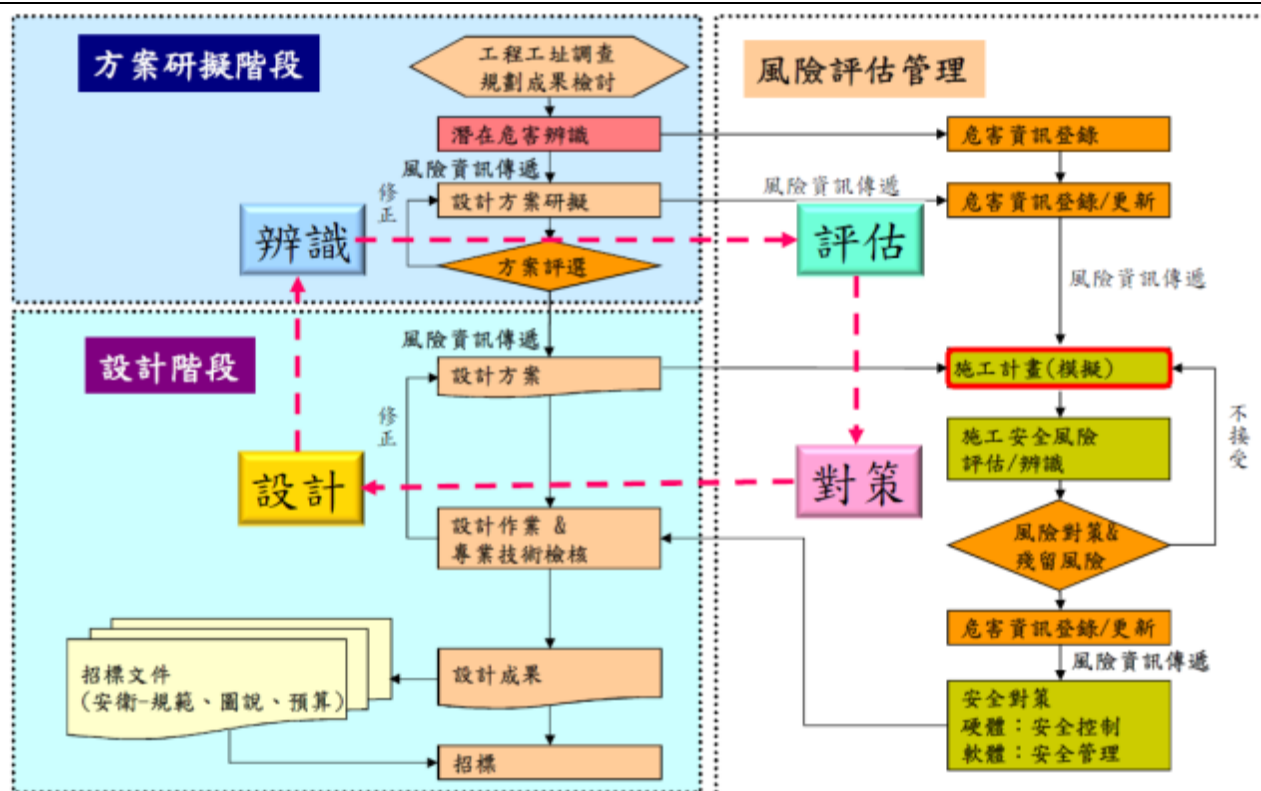 方案研擬階段
工程工址調查
規劃成果檢討
潛在危害辨識
風險資訊傳遞
修正
設計方案研擬
方案評選
辨識
風險評估管理
危害資訊登錄
風險資訊傳遞
危害資訊登錄/更新
評估
風險資訊傳遞
設計階段
風險資訊傳遞
設計方案
修正
設計
設計作業 &
專業技術檢核
招標文件
(安衛-規範、圖說、預算)
設計成果
招標
施工計畫(模擬)
不接受
施工安全風險
評估/辨識
對策
風險對策&
殘留風險
危害資訊登錄/更新
風險資訊傳遞
安全對策
硬體：安全控制
軟體：安全管理